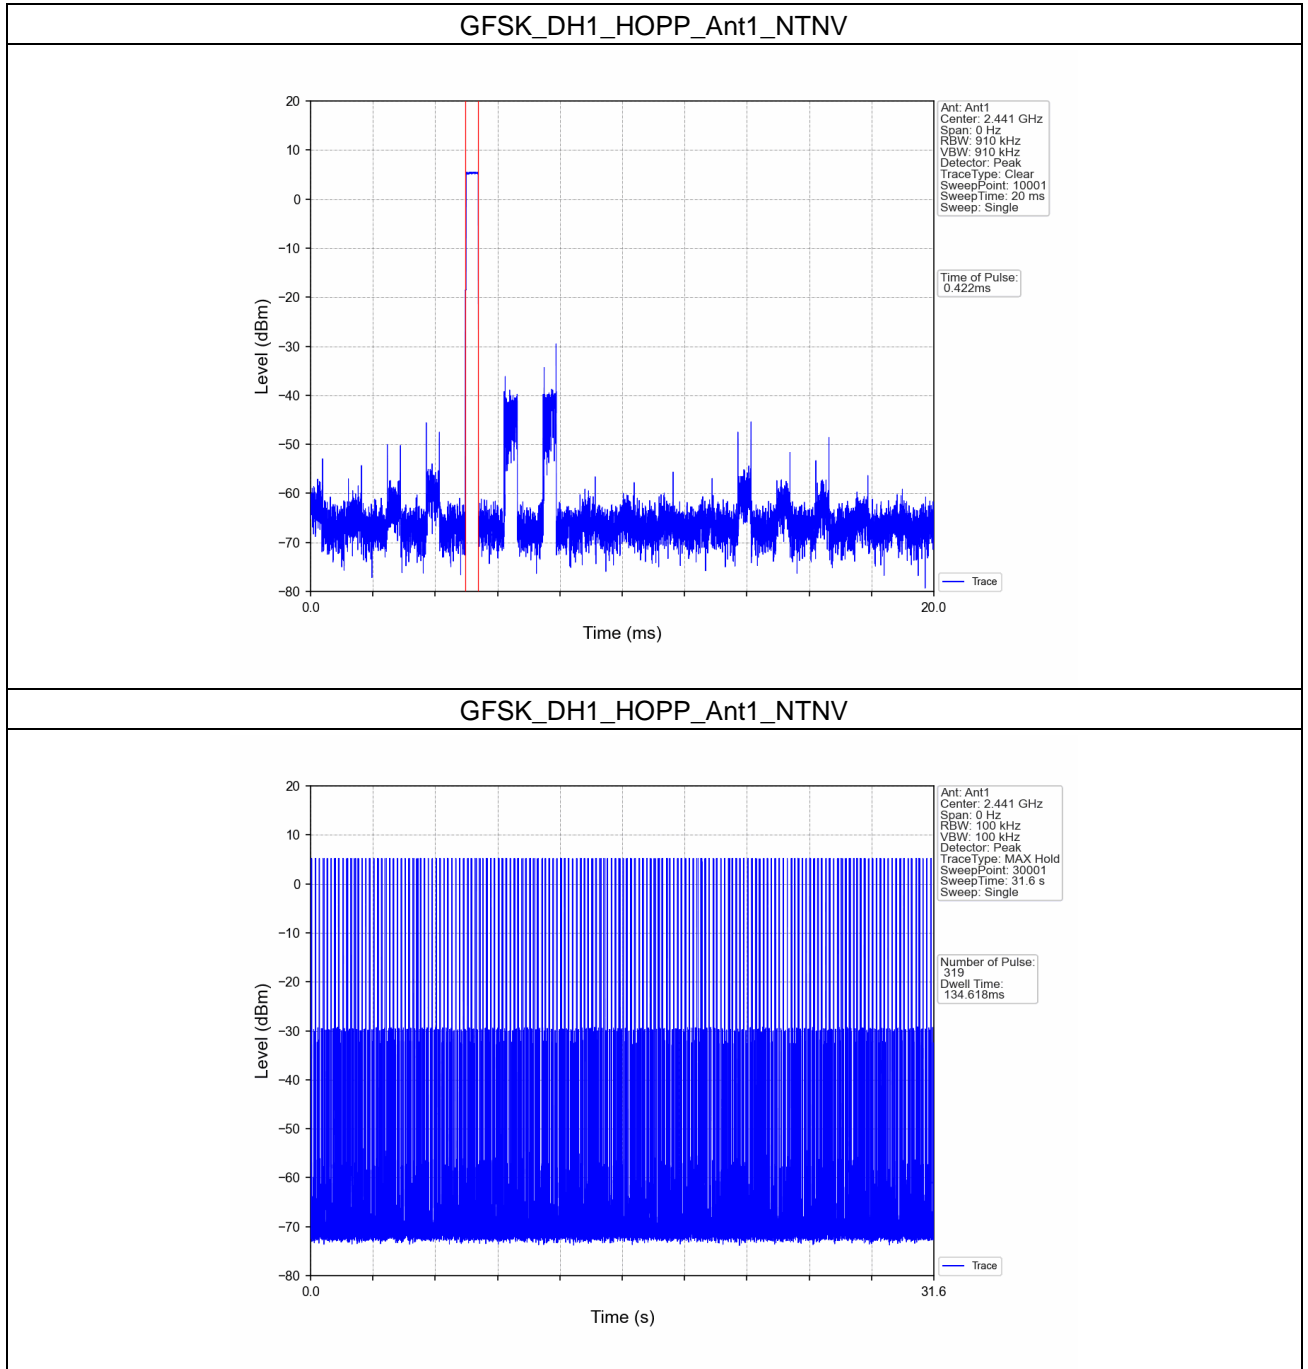 GFSK_DH1_HOPP_Ant1_NTNV
20
10
0
−10
−20
−30
−40
−50
−60
−70
−80
Level (dBm)
0.0
20.0
Time (ms)
Ant: Ant1
Center: 2.441 GHz
Span: 0 Hz
RBW: 910 kHz
VBW: 910 kHz
Detector: Peak
TraceType: Clear
SweepPoint: 10001
SweepTime: 20 ms
Sweep: Single
Time of Pulse:
0.422ms
Trace
GFSK_DH1_HOPP_Ant1_NTNV
20
10
0
−10
−20
−30
−40
−50
−60
−70
−80
Level (dBm)
0.0
31.6
Time (s)
Ant: Ant1
Center: 2.441 GHz
Span: 0 Hz
RBW: 100 kHz
VBW: 100 kHz
Detector: Peak
TraceType: MAX Hold
SweepPoint: 30001
SweepTime: 31.6 s
Sweep: Single
Number of Pulse:
319
Dwell Time:
134.618ms
Trace